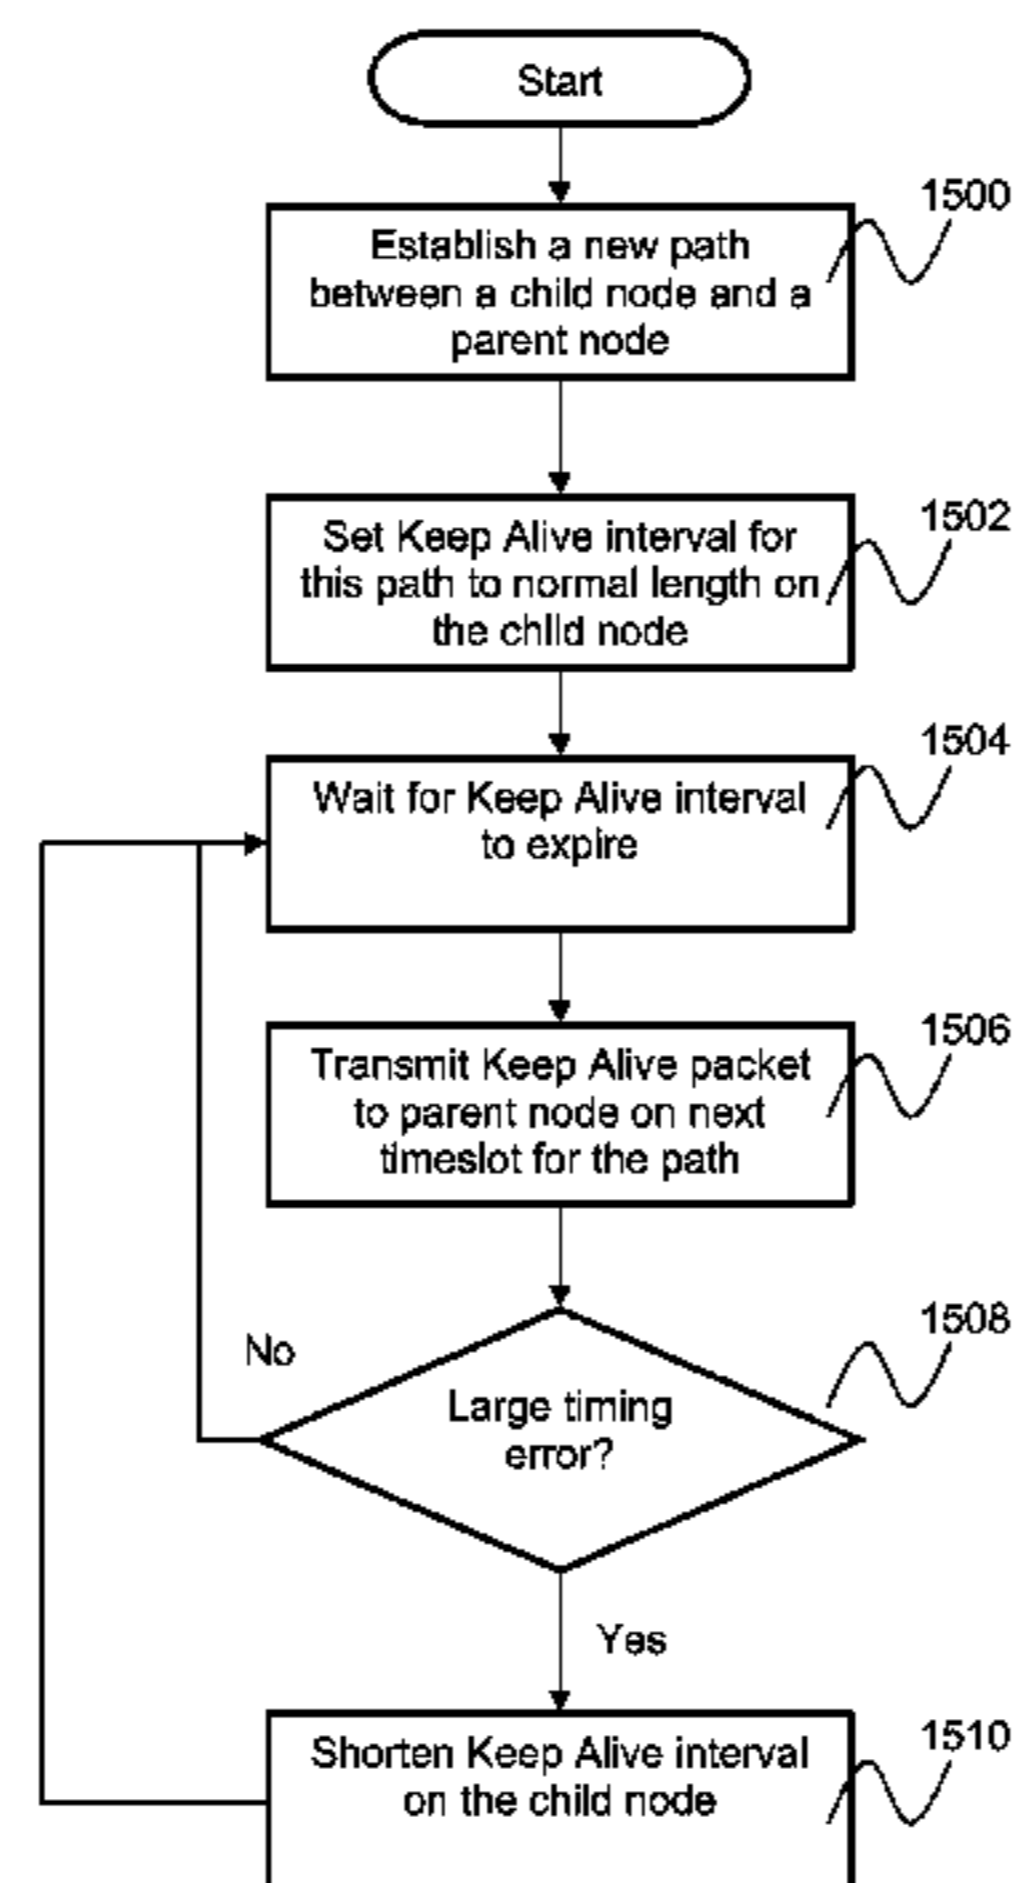 Start
1500
Establish a new path
between a child node and a
parent node
1502
Set Keep Alive interval for
this path to normal length on
the child node
1504
Wait for Keep Alive interval
to expire
1506
Transmit Keep Alive packet
to parent node on next
timeslot for the path
1508
No
Large timing
error?
Yes
1510
Shorten Keep Alive interval
on the child node